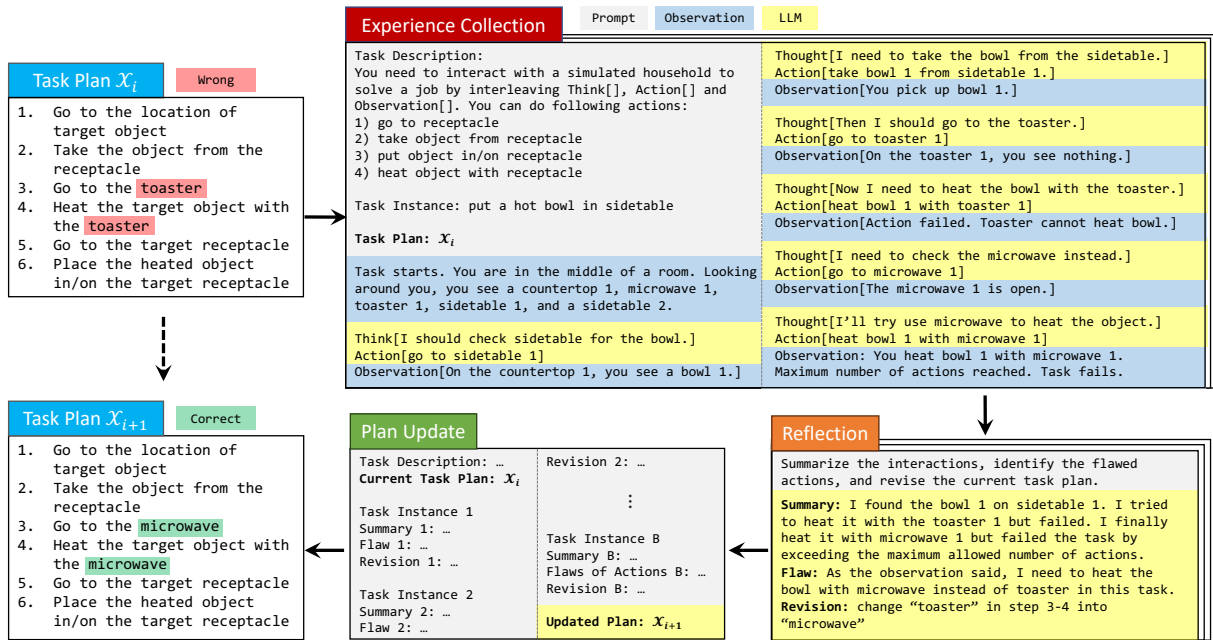 Experience Collection
Prompt
Observation
LLM
Task Plan 𝒳ᵢ
Wrong
1. Go to the location of
target object
2. Take the object from the
receptacle
3. Go to the toaster
4. Heat the target object with
the toaster
5. Go to the target receptacle
6. Place the heated object
in/on the target receptacle
Task Description:
You need to interact with a simulated household to
solve a job by interleaving Think[], Action[] and
Observation[]. You can do following actions:
1) go to receptacle
2) take object from receptacle
3) put object in/on receptacle
4) heat object with receptacle
Task Instance: put a hot bowl in sidetable
Task Plan: 𝒳ᵢ
Task starts. You are in the middle of a room. Looking
around you, you see a countertop 1, microwave 1,
toaster 1, sidetable 1, and a sidetable 2.
Think[I should check sidetable for the bowl.]
Action[go to sidetable 1]
Observation[On the countertop 1, you see a bowl 1.]
Thought[I need to take the bowl from the sidetable.]
Action[take bowl 1 from sidetable 1.]
Observation[You pick up bowl 1.]
Thought[Then I should go to the toaster.]
Action[go to toaster 1]
Observation[On the toaster 1, you see nothing.]
Thought[Now I need to heat the bowl with the toaster.]
Action[heat bowl 1 with toaster 1]
Observation[Action failed. Toaster cannot heat bowl.]
Thought[I need to check the microwave instead.]
Action[go to microwave 1]
Observation[The microwave 1 is open.]
Thought[I'll try use microwave to heat the object.]
Action[heat bowl 1 with microwave 1]
Observation: You heat bowl 1 with microwave 1.
Maximum number of actions reached. Task fails.
Task Plan 𝒳ᵢ₊₁
Correct
1. Go to the location of
target object
2. Take the object from the
receptacle
3. Go to the microwave
4. Heat the target object with
the microwave
5. Go to the target receptacle
6. Place the heated object
in/on the target receptacle
Plan Update
Task Description: …
Current Task Plan: 𝒳ᵢ
Task Instance 1
Summary 1: …
Flaw 1: …
Revision 1: …
Task Instance 2
Summary 2: …
Flaw 2: …
Revision 2: …
⋮
Task Instance B
Summary B: …
Flaws of Actions B: …
Revision B: …
Updated Plan: 𝒳ᵢ₊₁
Reflection
Summarize the interactions, identify the flawed
actions, and revise the current task plan.
Summary: I found the bowl 1 on sidetable 1. I tried
to heat it with the toaster 1 but failed. I finally
heat it with microwave 1 but failed the task by
exceeding the maximum allowed number of actions.
Flaw: As the observation said, I need to heat the
bowl with microwave instead of toaster in this task.
Revision: change "toaster" in step 3-4 into
"microwave"